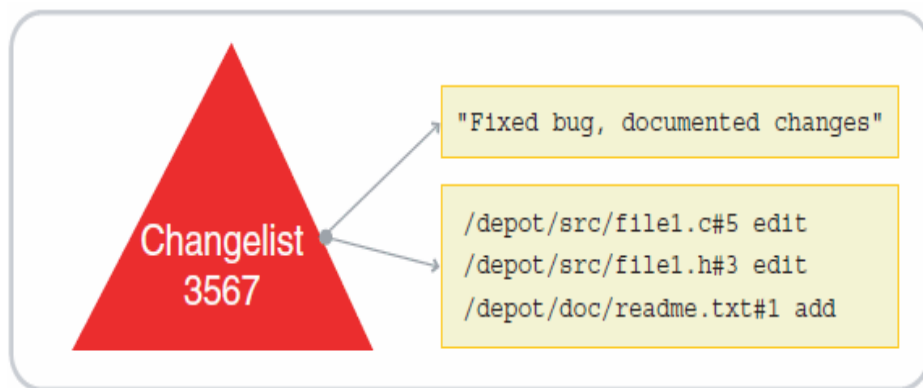 Changelist
3567
"Fixed bug, documented changes"
/depot/src/file1.c#5 edit
/depot/src/file1.h#3 edit
/depot/doc/readme.txt#1 add